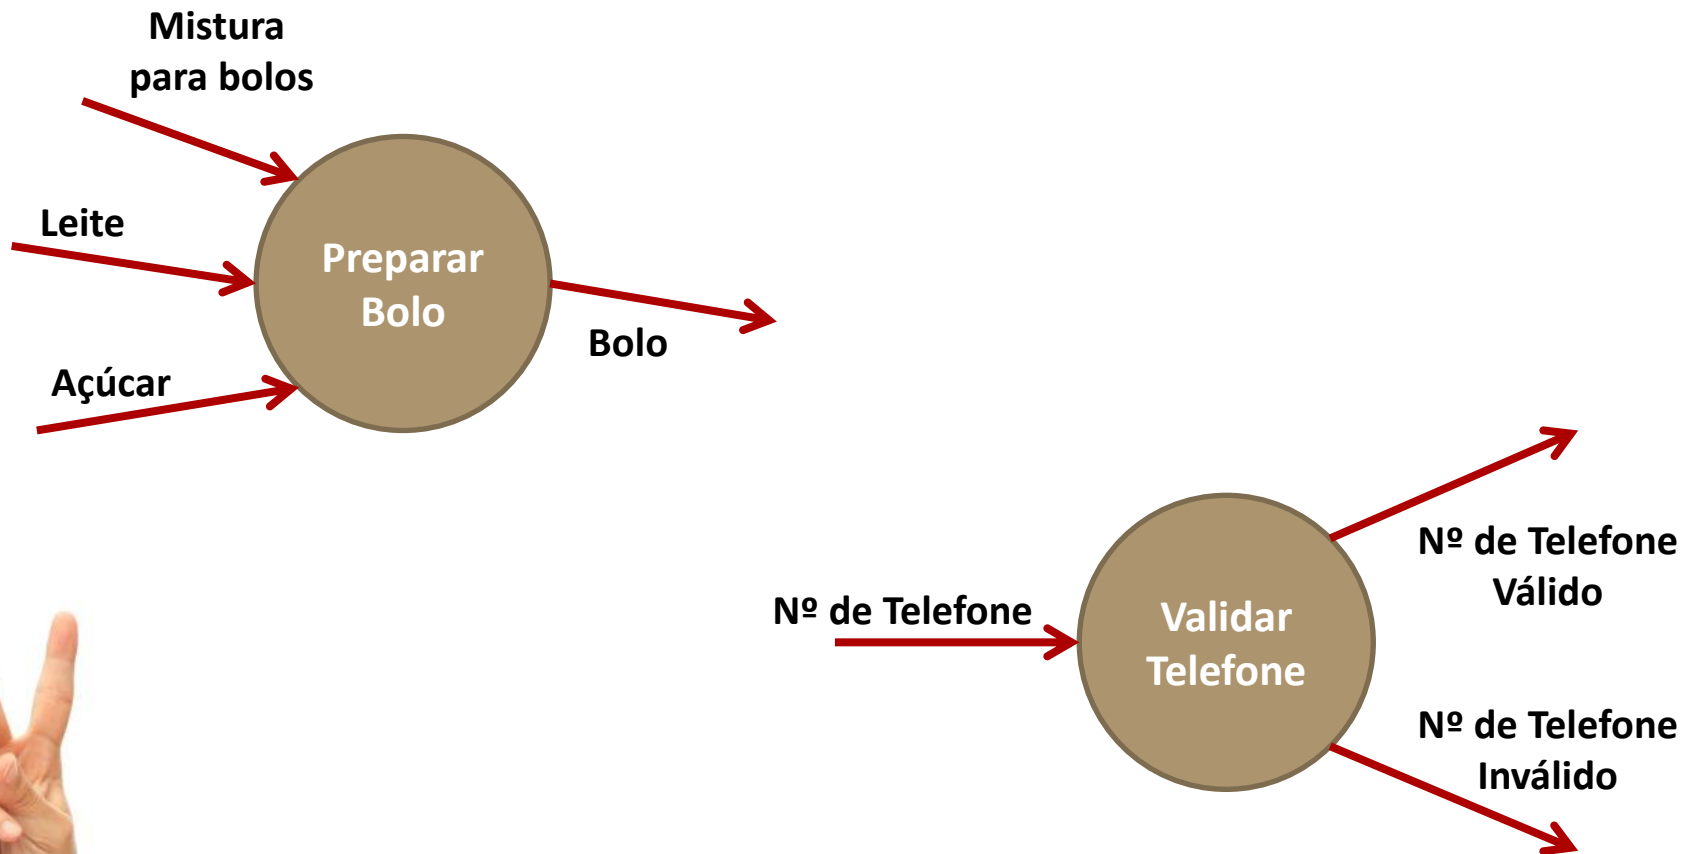 Mistura
para bolos
Leite
Preparar
Bolo
Bolo
Açúcar
Nº de Telefone
Válido
Nº de Telefone
Validar
Telefone
Nº de Telefone
Inválido